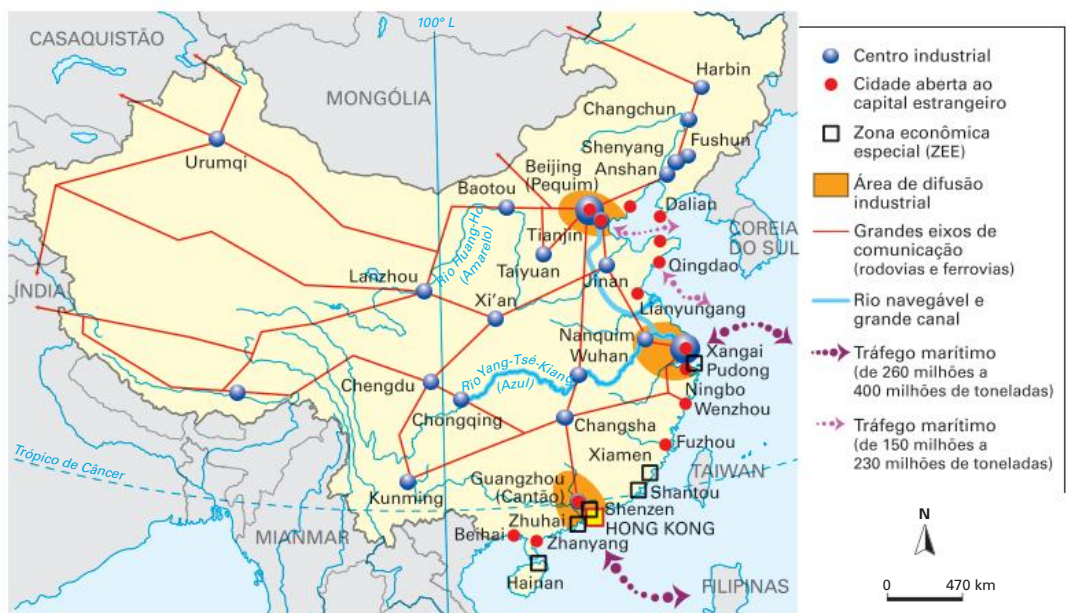 100° L
CASAQUISTÃO
MONGÓLIA
Harbin
Changchun
Fushun
Shenyang
Anshan
Urumqi
Beijing
(Pequim)
Baotou
Dalian
Tianjin
COREIA
DO SUL
Rio Huang-Ho
(Amarelo)
Taiyuan
Lanzhou
Qingdao
ÍNDIA
Jinan
Xi'an
Lianyungang
Nanquim
Wuhan
Xangai
Pudong
Rio Yang-Tsé-Kiang
(Azul)
Chengdu
Ningbo
Wenzhou
Chongqing
Changsha
Fuzhou
Trópico de Câncer
Xiamen
TAIWAN
Guangzhou
(Cantão)
Kunming
Shantou
Shenzen
Zhuhai
HONG KONG
MIANMAR
Beihai
Zhanyang
Hainan
FILIPINAS
Centro industrial
Cidade aberta ao
capital estrangeiro
Zona econômica
especial (ZEE)
Área de difusão
industrial
Grandes eixos de
comunicação
(rodovias e ferrovias)
Rio navegável e
grande canal
Tráfego marítimo
(de 260 milhões a
400 milhões de toneladas)
Tráfego marítimo
(de 150 milhões a
230 milhões de toneladas)
N
0 470 km